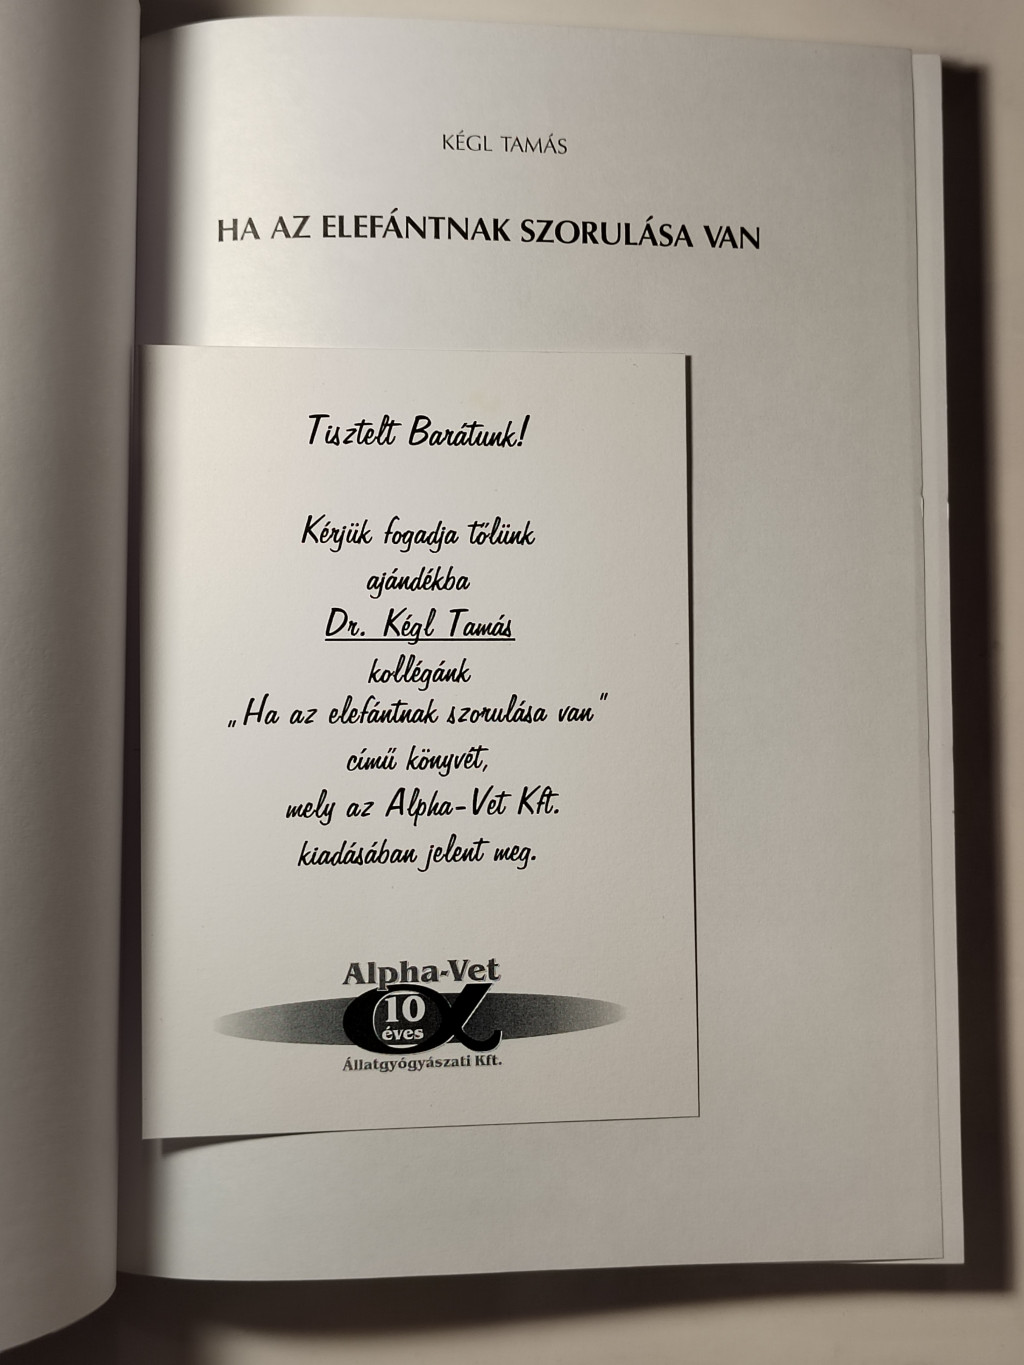 KÉGL TAMÁS
HA AZ ELEFÁNTNAK SZORULÁSA VAN
Tisztelt Barátunk!
Kérjük fogadja tőlünk
ajándékba
Dr. Kégl Tamás
kollégánk
„Ha az elefántnak szorulása van"
című könyvét,
mely az Alpha-Vet Kft.
kiadásában jelent meg.
Alpha-Vet
10
éves
Állatgyógyászati Kft.